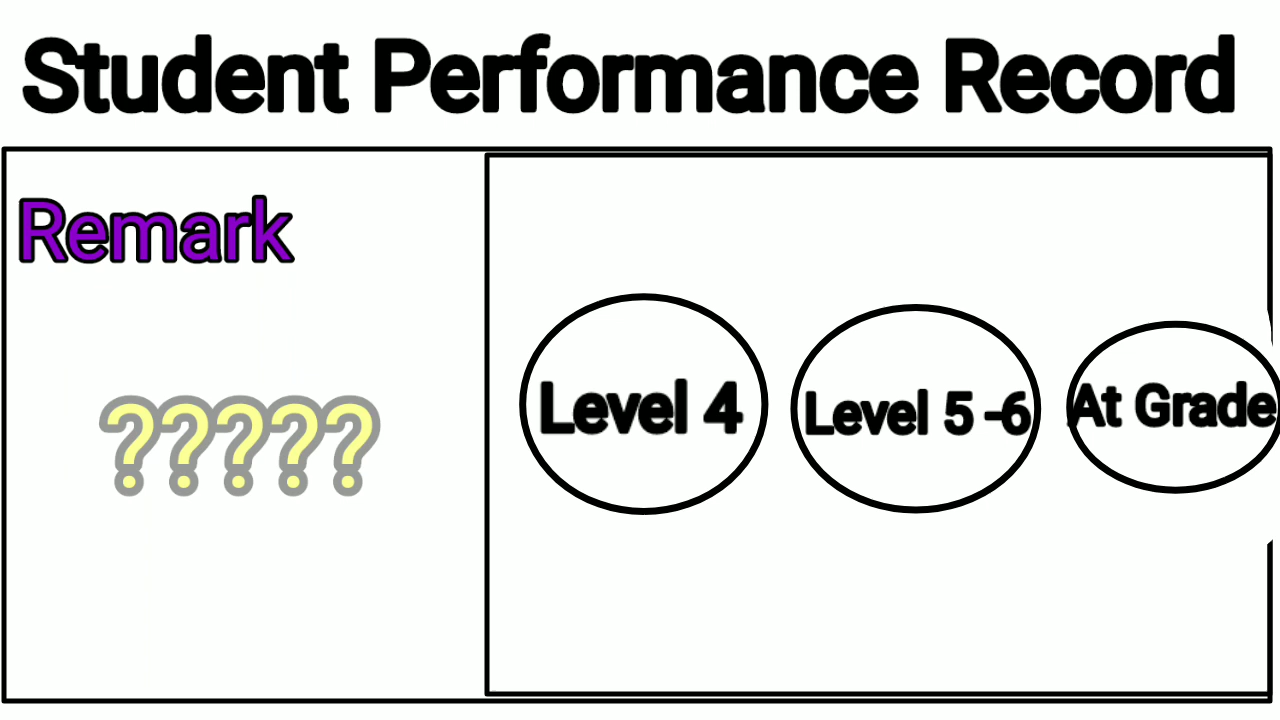 Student Performance Record
Remark
?????
Level 4
Level 5 -6
At Grade